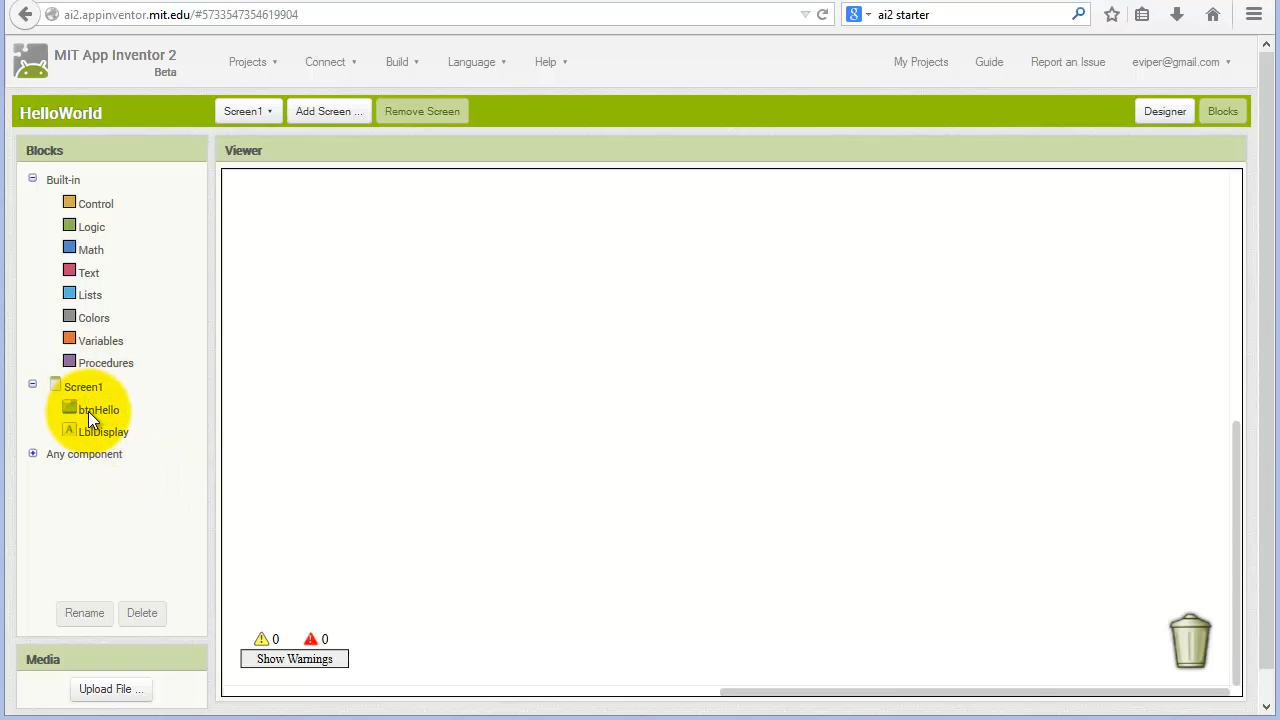 ai2.appinventor.mit.edu/#5733547354619904
ai2 starter
MIT App Inventor 2
Beta
Projects
Connect
Build
Language
Help
My Projects
Guide
Report an Issue
eviper@gmail.com
HelloWorld
Screen1
Add Screen ...
Remove Screen
Designer
Blocks
Blocks
Viewer
Built-in
Control
Logic
Math
Text
Lists
Colors
Variables
Procedures
Screen1
btnHello
LblDisplay
Any component
Rename
Delete
0
0
Show Warnings
Media
Upload File ...